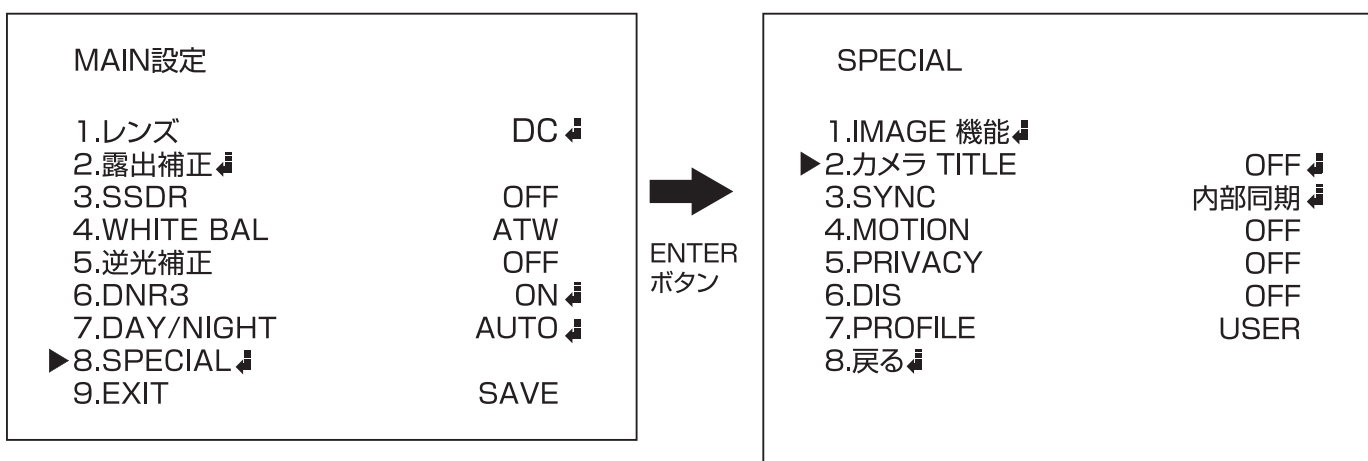 MAIN設定
1.レンズ DC↲
2.露出補正↲
3.SSDR OFF
4.WHITE BAL ATW
5.逆光補正 OFF
6.DNR3 ON↲
7.DAY/NIGHT AUTO↲
▶8.SPECIAL↲
9.EXIT SAVE
ENTER
ボタン
SPECIAL
1.IMAGE 機能↲
▶2.カメラ TITLE OFF↲
3.SYNC 内部同期↲
4.MOTION OFF
5.PRIVACY OFF
6.DIS OFF
7.PROFILE USER
8.戻る↲